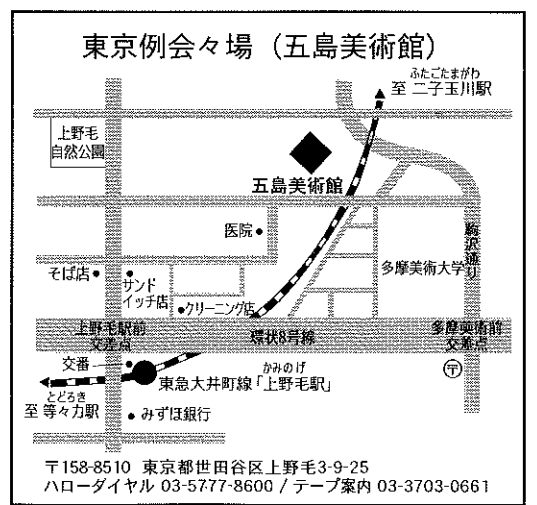 東京例会々場（五島美術館）
ふたごたまがわ
至 二子玉川駅
上野毛
自然公園
五島美術館
医院
駒沢通り
多摩美術大学
そば店
サンド
イッチ店
クリーニング店
上野毛駅前
交差点
環状8号線
多摩美術前
交差点
交番
かみのげ
東急大井町線「上野毛駅」
〒
とどろき
至 等々力駅
みずほ銀行
〒158-8510 東京都世田谷区上野毛3-9-25
ハローダイヤル 03-5777-8600 / テープ案内 03-3703-0661